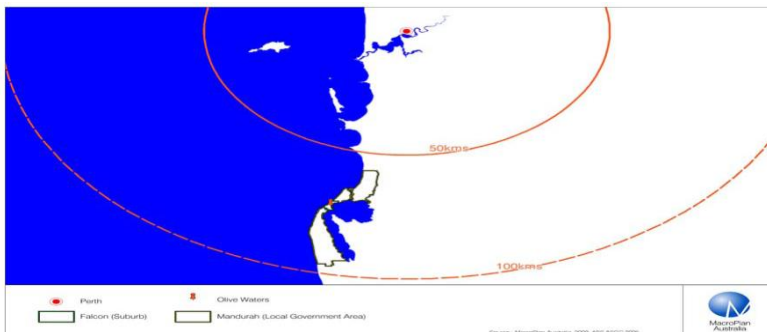 50kms
100kms
Perth
Olive Waters
Falcon (Suburb)
Mandurah (Local Government Area)
MacroPlan
Australia